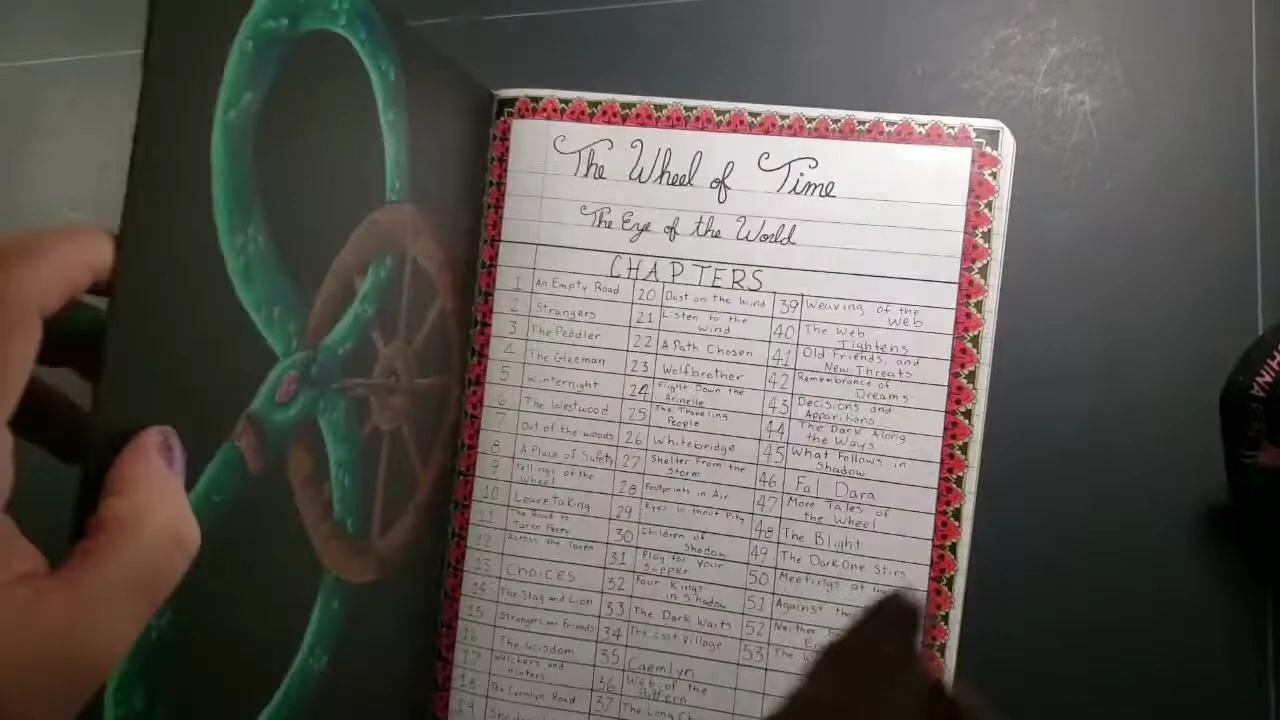 The Wheel of Time
The Eye of the World
CHAPTERS
1 An Empty Road
2 Strangers
3 The Peddler
4 The Gleeman
5 Winternight
6 The Westwood
7 Out of the woods
8 A Place of Safety
9 Tellings of the
Wheel
10 Leavetaking
11 The Road to
Taren Ferry
12 Across the Taren
13 Choices
14 The Stag and Lion
15 Strangers and Friends
16 The Wisdom
17 Watchers and
Hunters
18 The Caemlyn Road
19
20 Dust on the Wind
21 Listen to the
Wind
22 A Path Chosen
23 Wolfbrother
24 Flight Down the
Arinelle
25 The Traveling
People
26 Whitebridge
27 Shelter From the
Storm
28 Footprints in Air
29 Eyes Without Pity
30 Children of
Shadow
31 Play for Your
Supper
32 Four Kings
in Shadow
33 The Dark Waits
34 The Last Village
35 Caemlyn
36 Web of the
Pattern
37 The Long
39 Weaving of the
Web
40 The Web
Tightens
41 Old Friends, and
New Threats
42 Remembrance of
Dreams
43 Decisions and
Apparitions
44 The Dark Along
the Ways
45 What Follows in
Shadow
46 Fal Dara
47 More Tales of
the Wheel
48 The Blight
49 The Dark One Stirs
50 Meetings at
51 Against the
52 Neither
53 The
CHINA